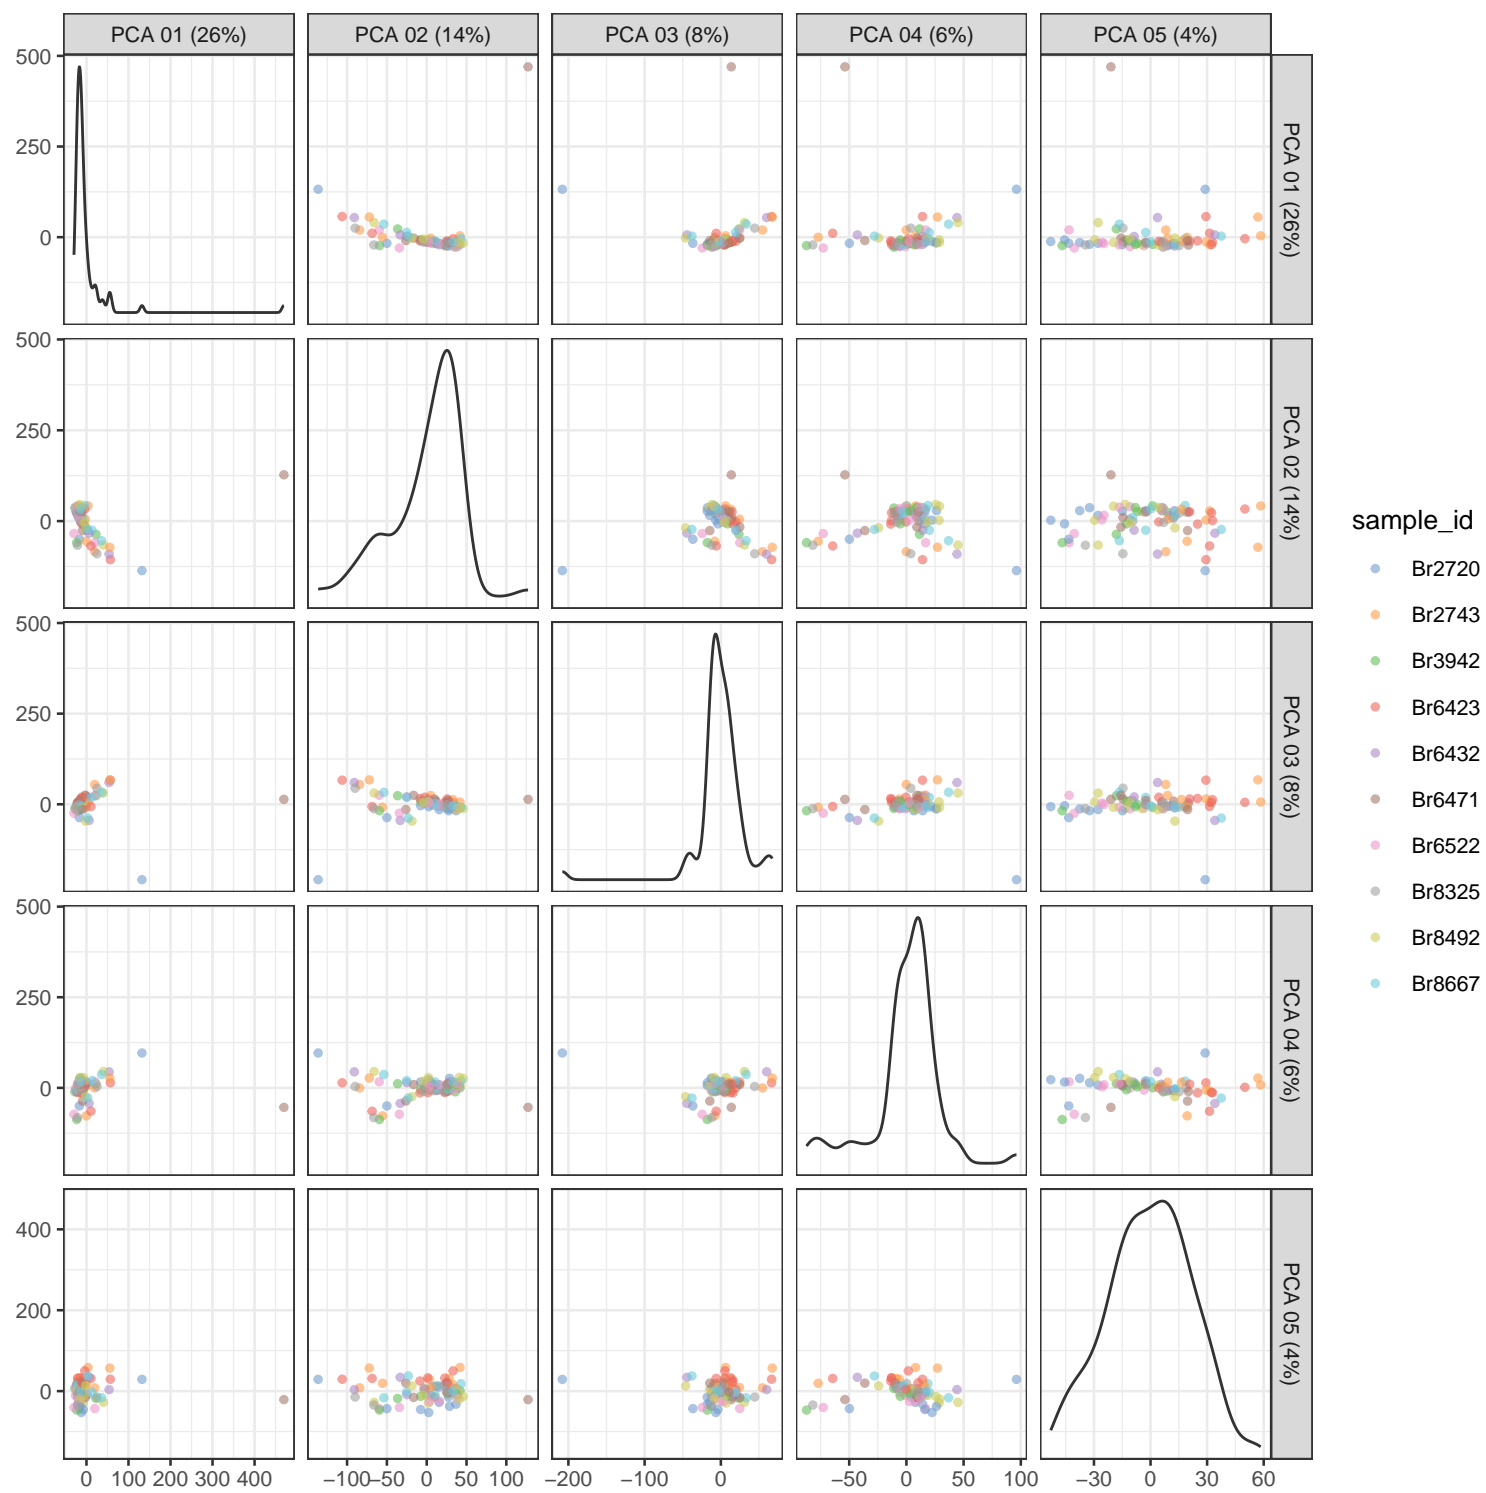 PCA 01 (26%) PCA 02 (14%) PCA 03 (8%) PCA 04 (6%) PCA 05 (4%)
500
250
0
PCA 01 (26%)
500
250
0
PCA 02 (14%)
500
250
0
PCA 03 (8%)
500
250
0
PCA 04 (6%)
400
200
0
PCA 05 (4%)
0 100 200 300 400 −100 −50 0 50 100 −200 −100 0 −50 0 50 100 −30 0 30 60
sample_id
Br2720
Br2743
Br3942
Br6423
Br6432
Br6471
Br6522
Br8325
Br8492
Br8667